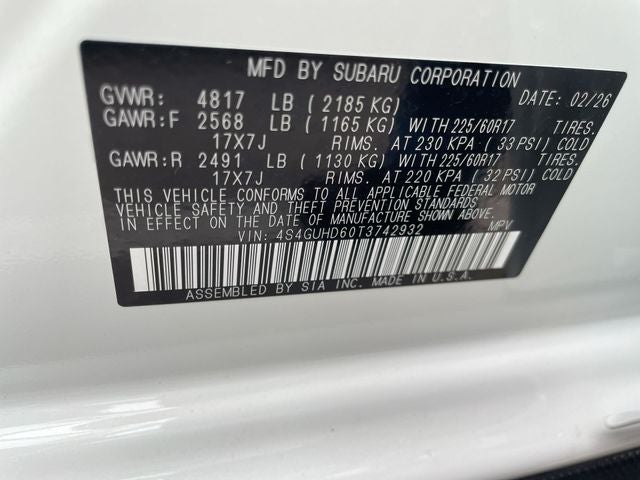 MFD BY SUBARU CORPORATION
GVWR: 4817 LB ( 2185 KG) DATE: 02/26
GAWR:F 2568 LB ( 1165 KG) WITH 225/60R17 TIRES.
17X7J RIMS. AT 230 KPA ( 33 PSI) COLD
GAWR:R 2491 LB ( 1130 KG) WITH 225/60R17 TIRES.
17X7J RIMS. AT 220 KPA ( 32 PSI) COLD
THIS VEHICLE CONFORMS TO ALL APPLICABLE FEDERAL MOTOR
VEHICLE SAFETY AND THEFT PREVENTION STANDARDS
IN EFFECT ON THE DATE OF MANUFACTURE SHOWN ABOVE.
VIN: 4S4GUHD60T3742932 MPV
ASSEMBLED BY SIA INC. MADE IN U.S.A.